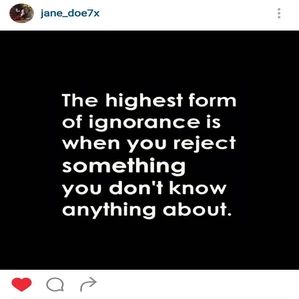 jane_doe7x
The highest form
of ignorance is
when you reject
something
you don't know
anything about.